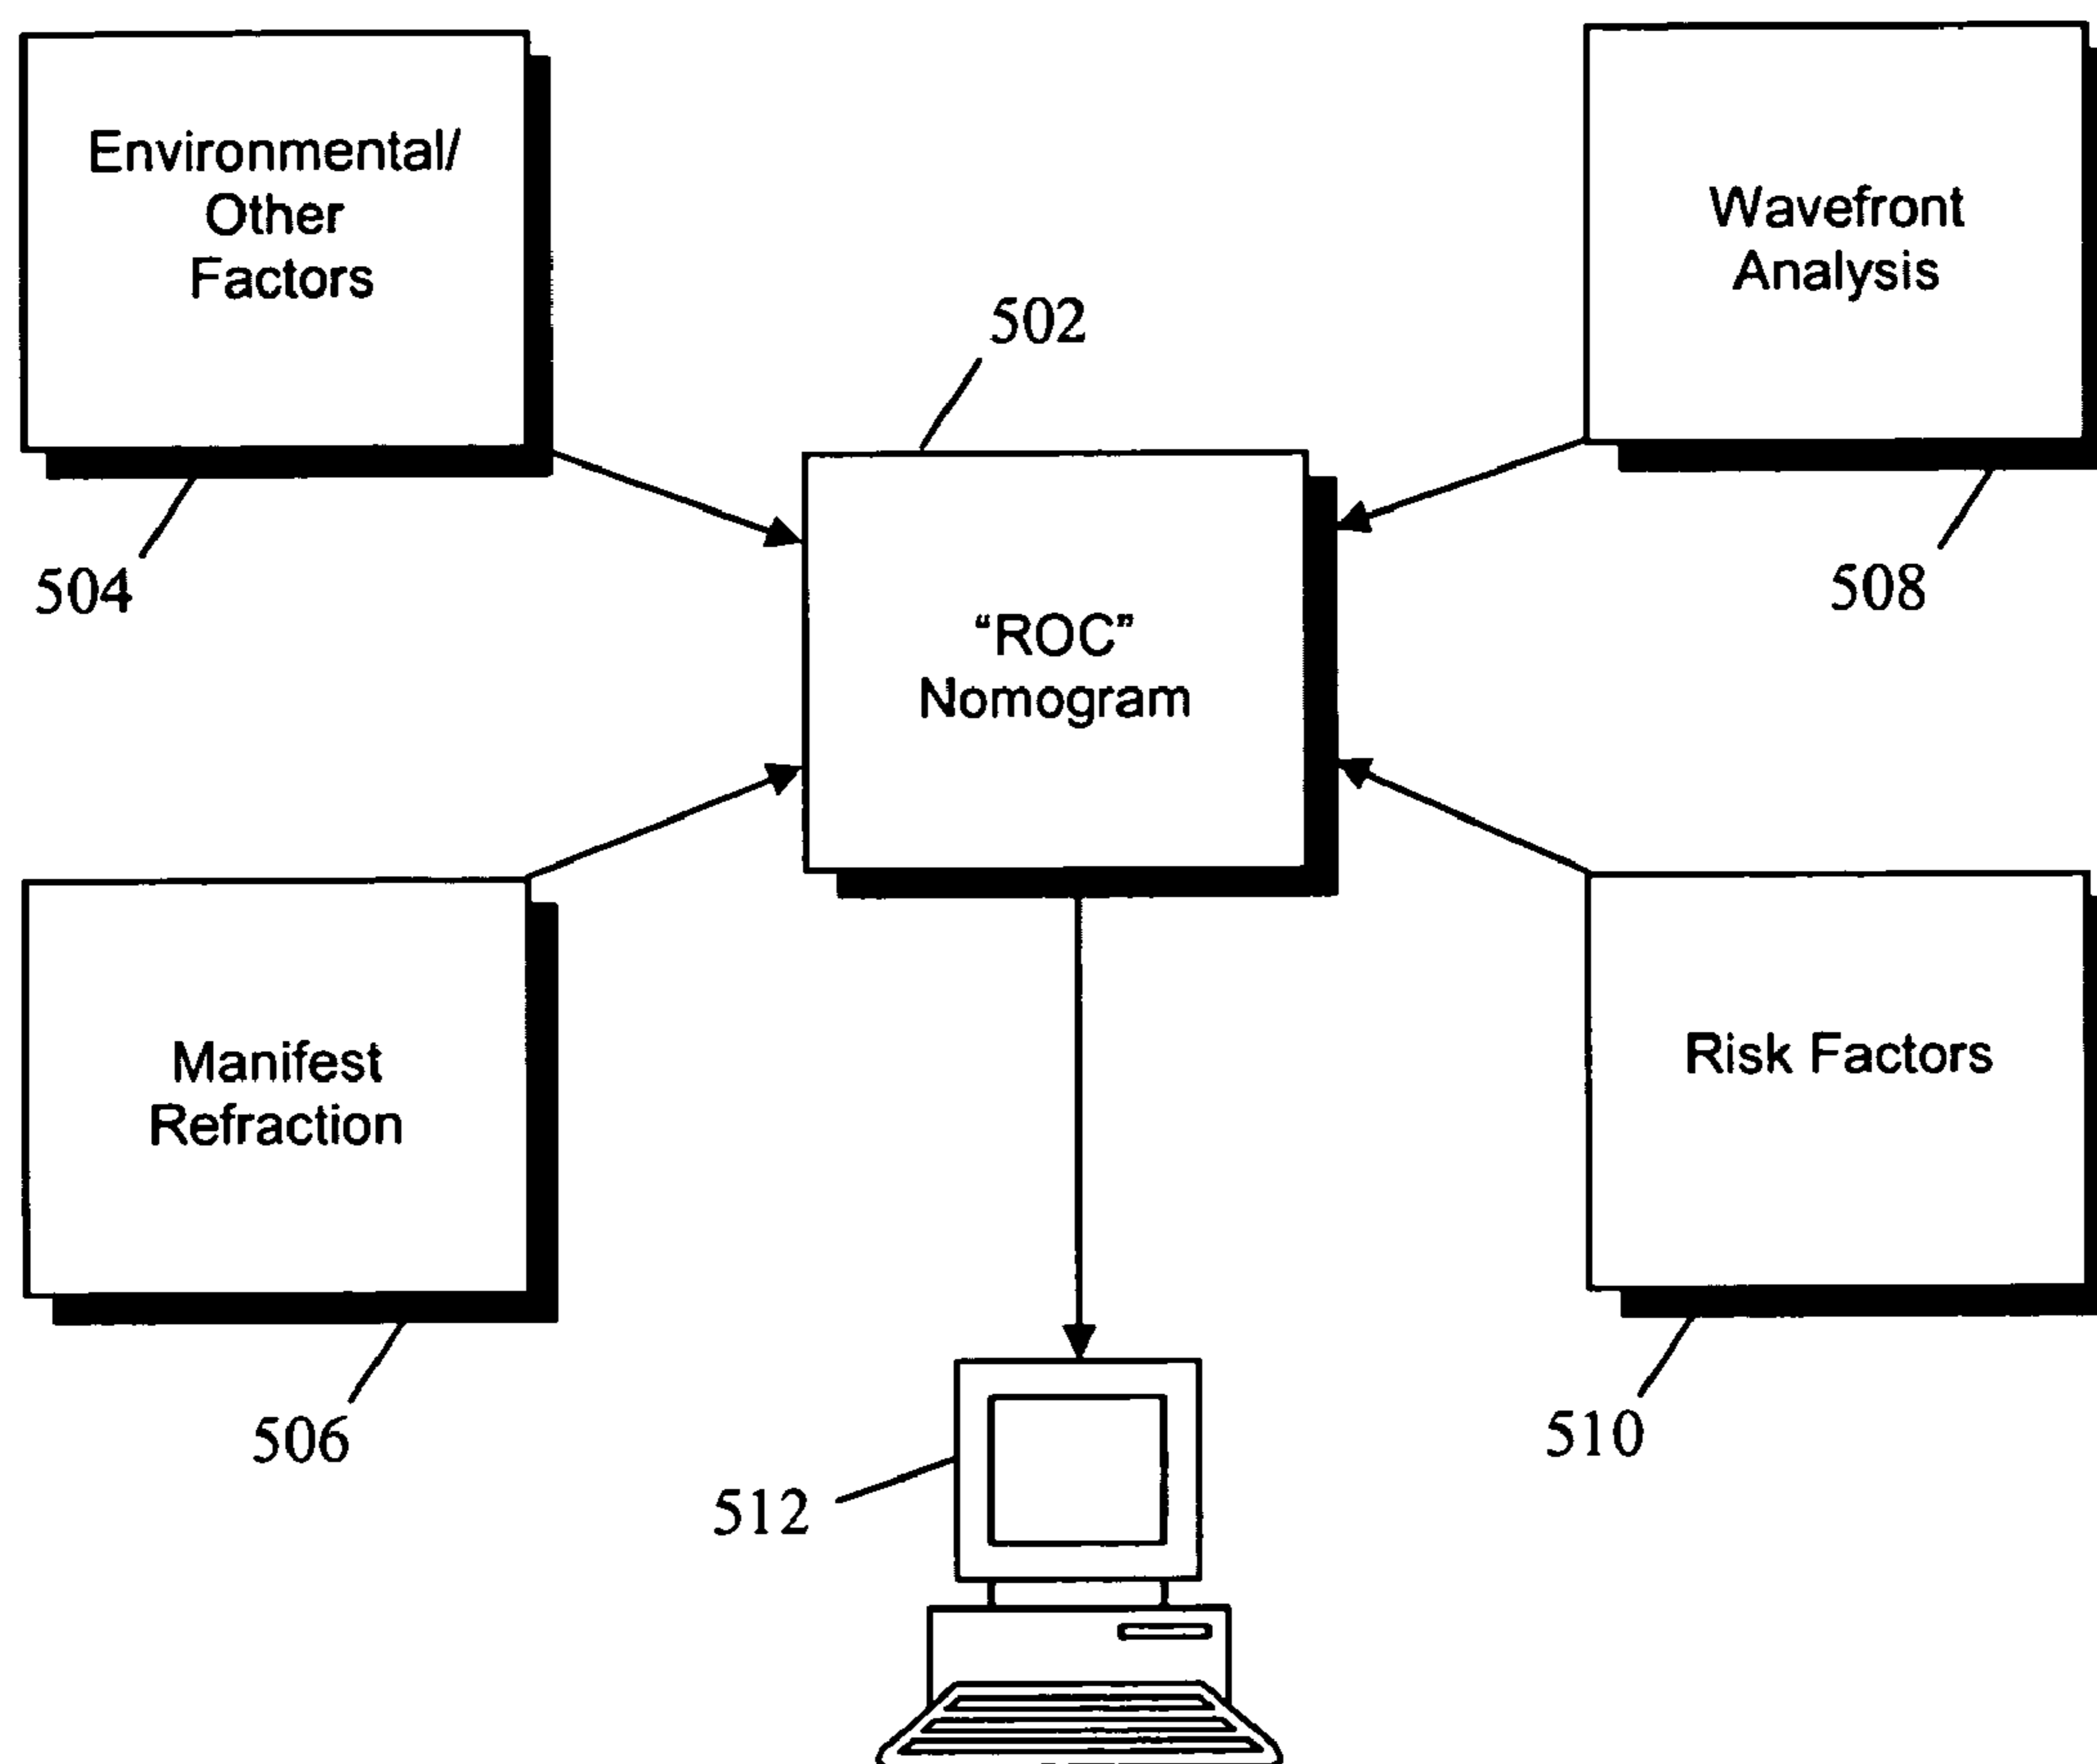 Environmental/
Other
Factors
Wavefront
Analysis
502
504
508
“ROC”
Nomogram
Manifest
Refraction
Risk Factors
506
510
512